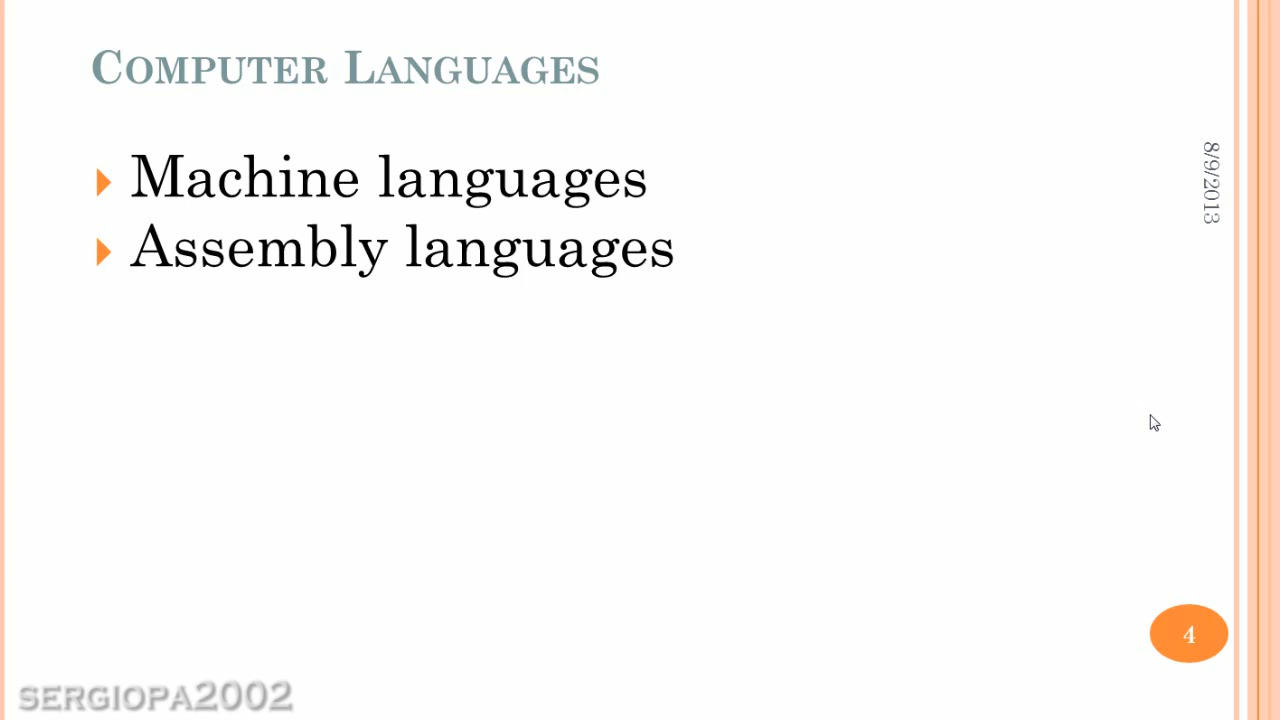 COMPUTER LANGUAGES
Machine languages
Assembly languages
8/9/2013
4
SERGIOPA2002